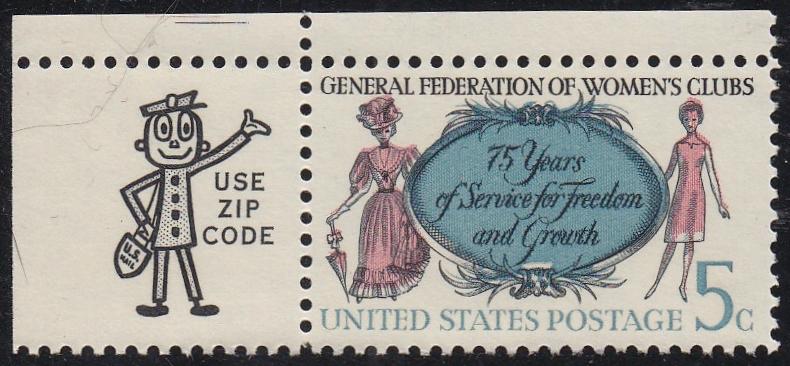 USE
ZIP
CODE
U.S.
MAIL
GENERAL FEDERATION OF WOMEN'S CLUBS
75 Years
of Service for Freedom
and Growth
UNITED STATES POSTAGE 5c